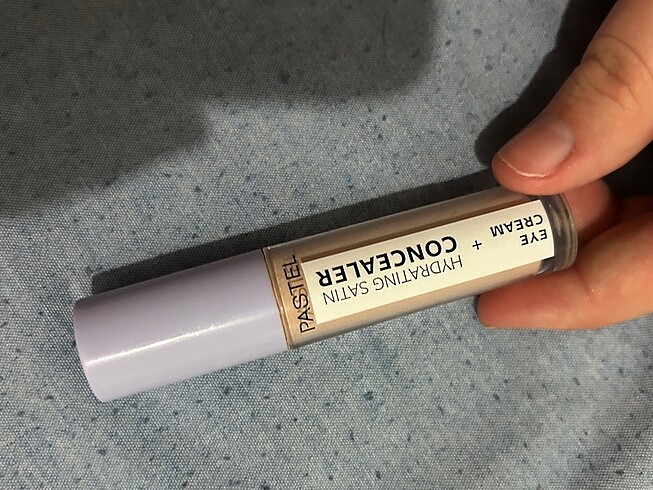 PASTEL
HYDRATING SATIN
CONCEALER
+
EYE
CREAM